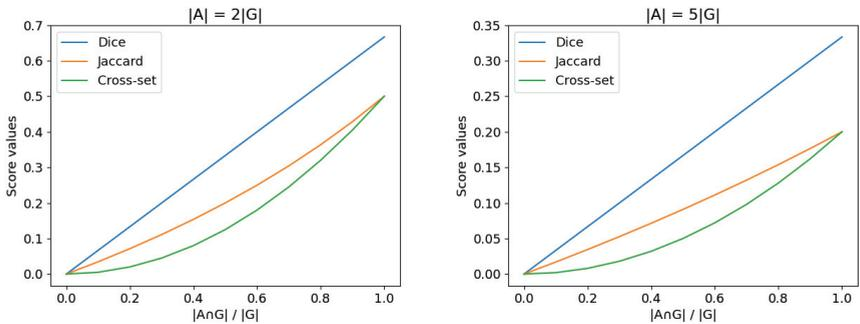 |A| = 2|G|
0.7
0.6
0.5
0.4
0.3
0.2
0.1
0.0
Score values
Dice
Jaccard
Cross-set
0.0 0.2 0.4 0.6 0.8 1.0
|A∩G| / |G|
|A| = 5|G|
0.35
0.30
0.25
0.20
0.15
0.10
0.05
0.00
Score values
Dice
Jaccard
Cross-set
0.0 0.2 0.4 0.6 0.8 1.0
|A∩G| / |G|